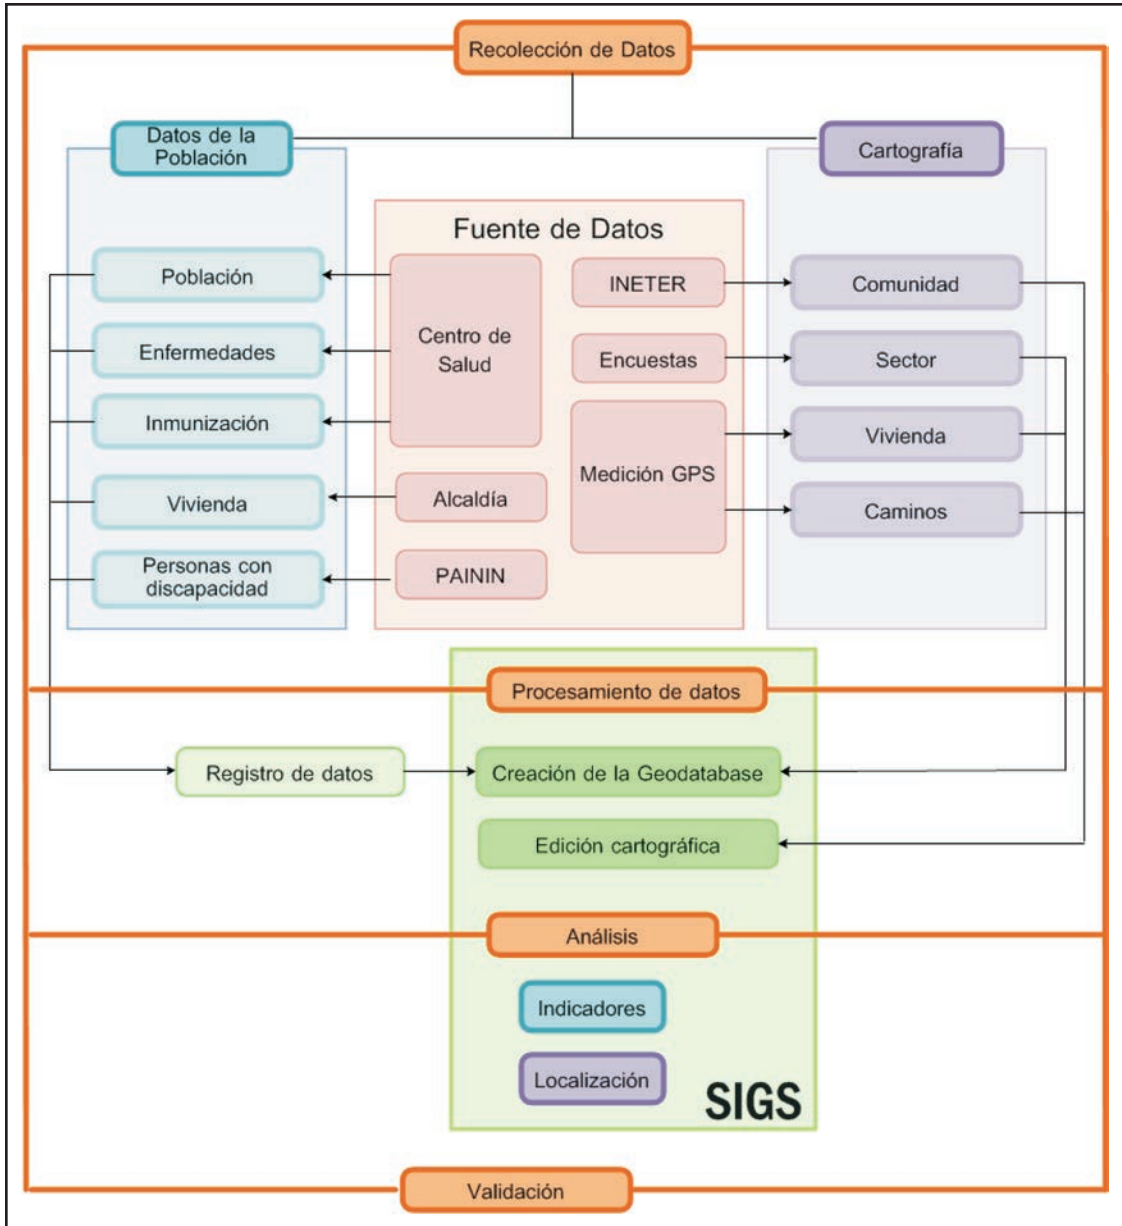 Recolección de Datos
Datos de la
Población
Cartografía
Fuente de Datos
Población
Enfermedades
Inmunización
Vivienda
Personas con
discapacidad
Centro de
Salud
Alcaldía
PAININ
INETER
Encuestas
Medición GPS
Comunidad
Sector
Vivienda
Caminos
Procesamiento de datos
Registro de datos
Creación de la Geodatabase
Edición cartográfica
Análisis
Indicadores
Localización
SIGS
Validación